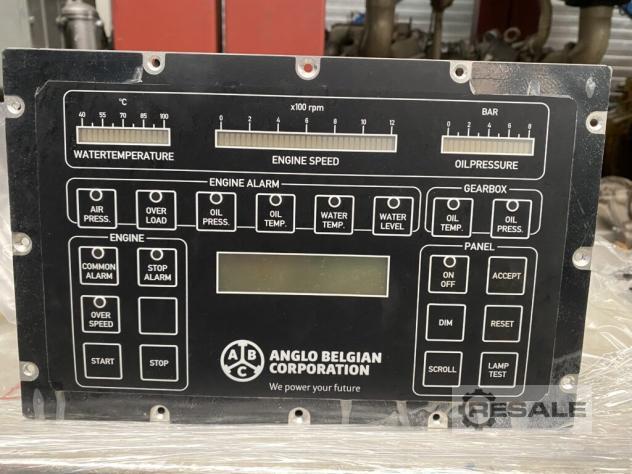 °C
40 55 70 85 100
WATERTEMPERATURE
x100 rpm
0 2 4 6 8 10 12
ENGINE SPEED
BAR
0 2 4 6 8
OILPRESSURE
ENGINE ALARM
AIR
PRESS.
OVER
LOAD
OIL
PRESS.
OIL
TEMP.
WATER
TEMP.
WATER
LEVEL
GEARBOX
OIL
TEMP.
OIL
PRESS.
ENGINE
COMMON
ALARM
STOP
ALARM
OVER
SPEED
START
STOP
PANEL
ON
OFF
ACCEPT
DIM
RESET
SCROLL
LAMP
TEST
A B C
ANGLO BELGIAN
CORPORATION
We power your future
RESALE